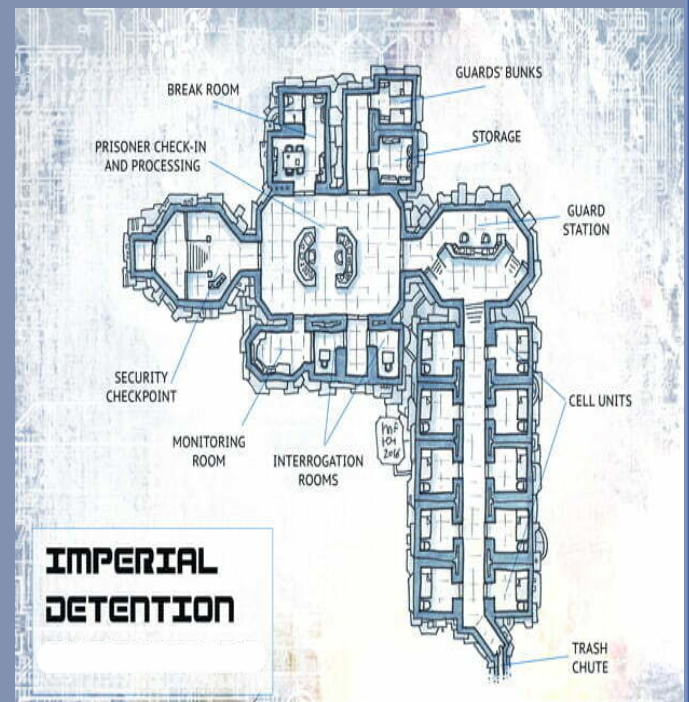 GUARDS' BUNKS
BREAK ROOM
STORAGE
PRISONER CHECK-IN
AND PROCESSING
GUARD
STATION
SECURITY
CHECKPOINT
CELL UNITS
MONITORING
ROOM
INTERROGATION
ROOMS
2016
IMPERIAL
DETENTION
TRASH
CHUTE